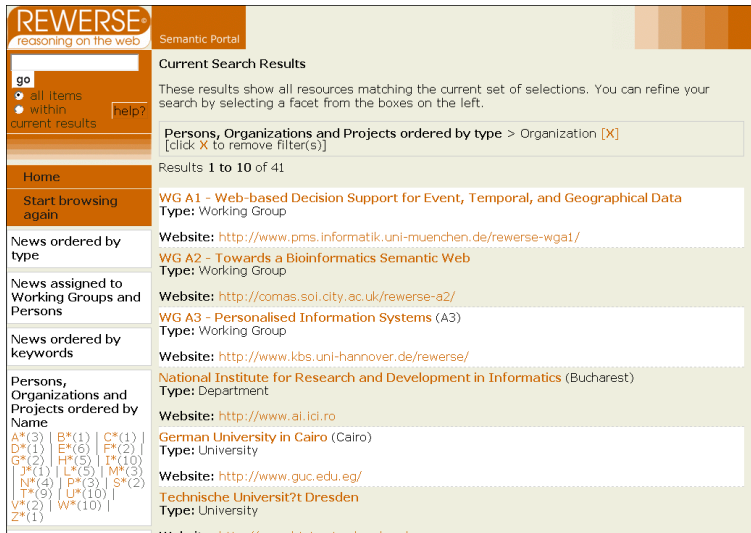 REWERSE©
reasoning on the web
Semantic Portal
go
all items
within
current results
help?
Home
Start browsing
again
News ordered by
type
News assigned to
Working Groups and
Persons
News ordered by
keywords
Persons,
Organizations and
Projects ordered by
Name
A*(3) | B*(1) | C*(1) |
D*(1) | E*(6) | F*(2) |
G*(2) | H*(5) | I*(10)
| J*(1) | L*(5) | M*(3)
| N*(4) | P*(3) | S*(2)
| T*(9) | U*(10) |
V*(2) | W*(10) |
Z*(1)
Current Search Results
These results show all resources matching the current set of selections. You can refine your
search by selecting a facet from the boxes on the left.
Persons, Organizations and Projects ordered by type > Organization [X]
[click X to remove filter(s)]
Results 1 to 10 of 41
WG A1 - Web-based Decision Support for Event, Temporal, and Geographical Data
Type: Working Group
Website: http://www.pms.informatik.uni-muenchen.de/rewerse-wga1/
WG A2 - Towards a Bioinformatics Semantic Web
Type: Working Group
Website: http://comas.soi.city.ac.uk/rewerse-a2/
WG A3 - Personalised Information Systems (A3)
Type: Working Group
Website: http://www.kbs.uni-hannover.de/rewerse/
National Institute for Research and Development in Informatics (Bucharest)
Type: Department
Website: http://www.ai.ici.ro
German University in Cairo (Cairo)
Type: University
Website: http://www.guc.edu.eg/
Technische Universit?t Dresden
Type: University